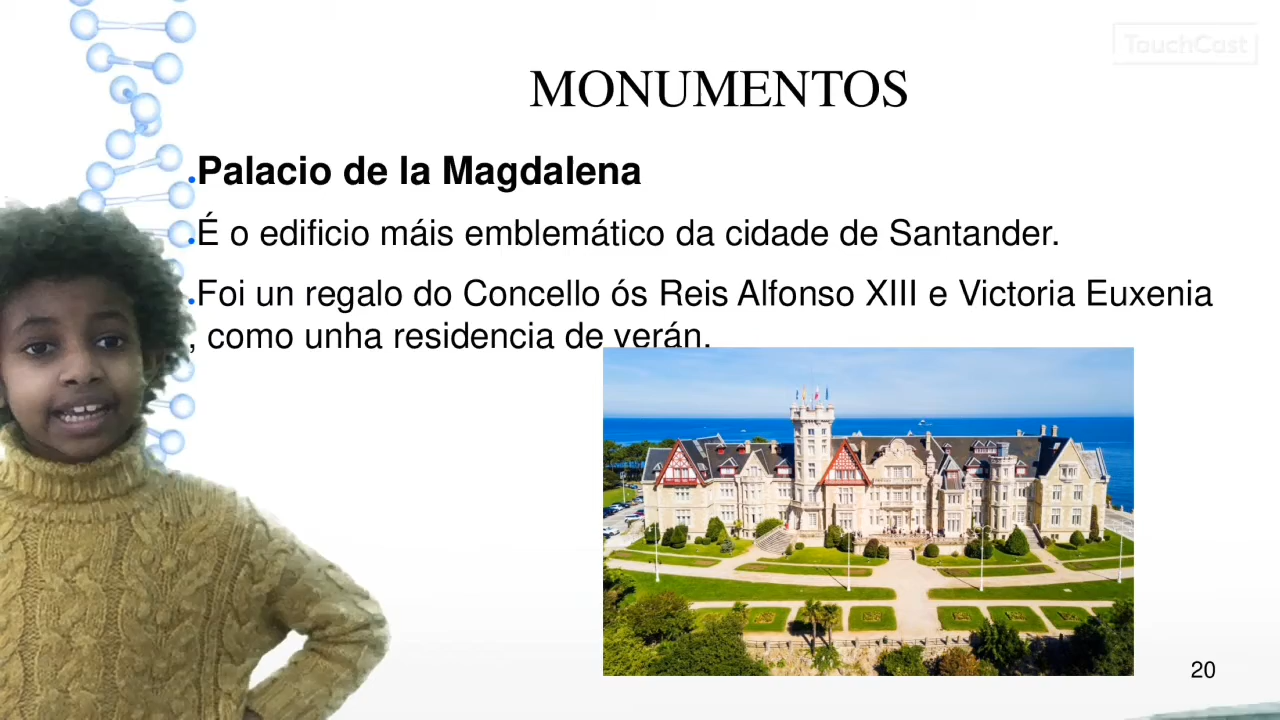 TouchCast
MONUMENTOS
.Palacio de la Magdalena
.É o edificio máis emblemático da cidade de Santander.
.Foi un regalo do Concello ós Reis Alfonso XIII e Victoria Euxenia
, como unha residencia de verán.
20